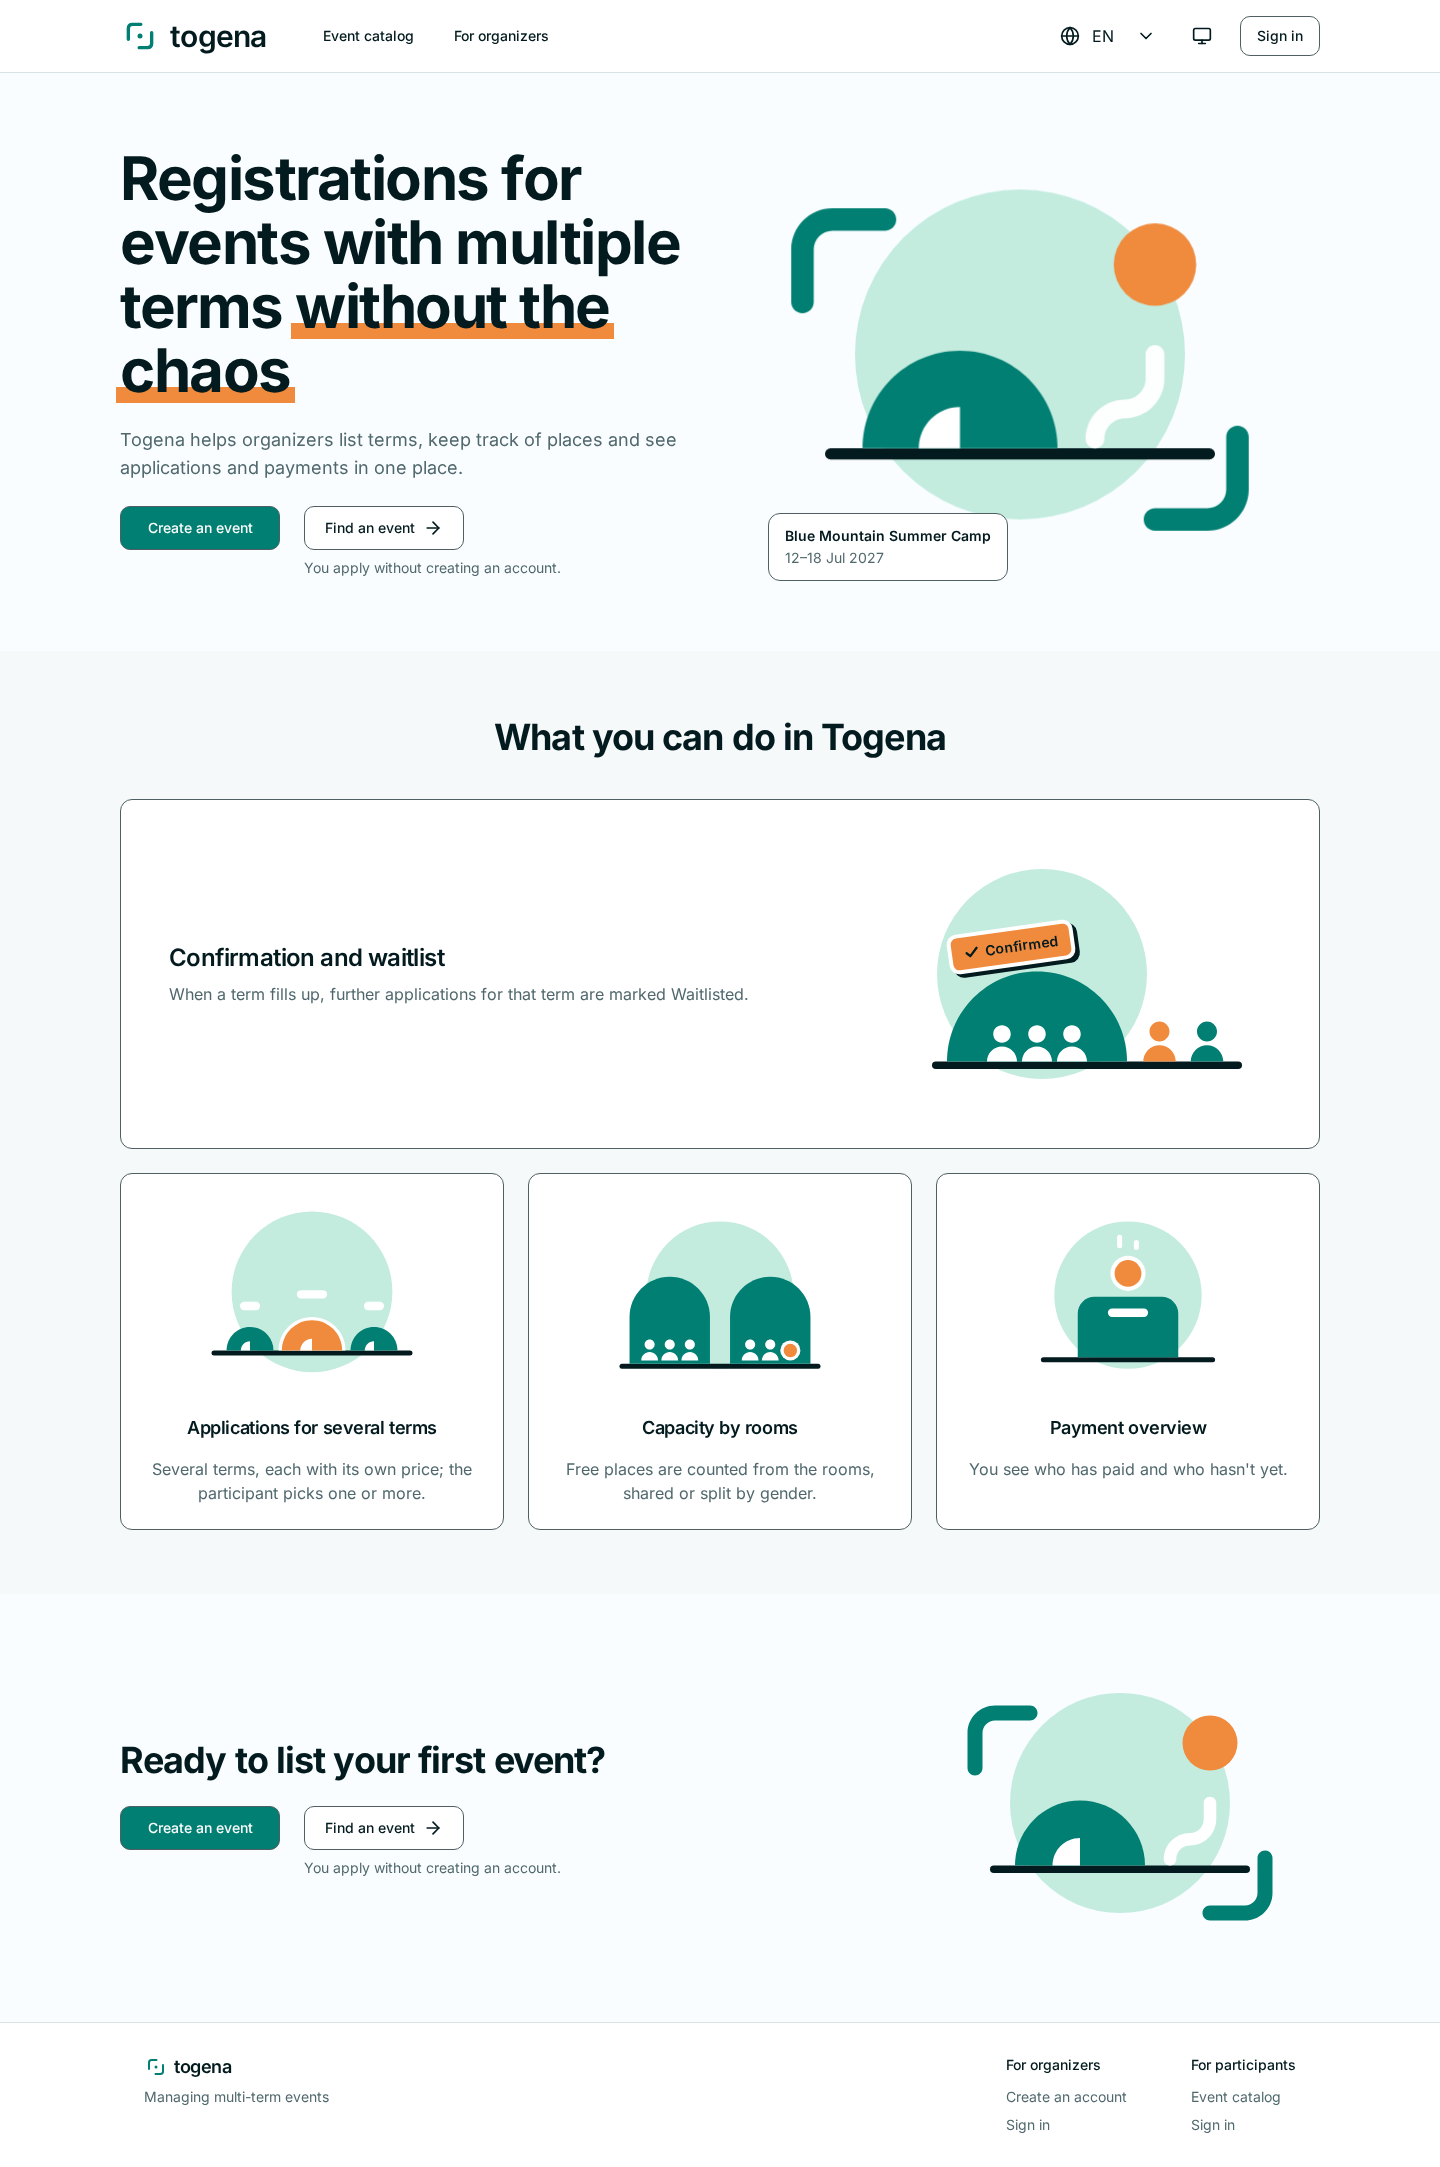 togena
Event catalog
For organizers
EN
Sign in
Registrations for
events with multiple
terms without the
chaos
Togena helps organizers list terms, keep track of places and see
applications and payments in one place.
Create an event
Find an event
You apply without creating an account.
Blue Mountain Summer Camp
12–18 Jul 2027
What you can do in Togena
Confirmation and waitlist
When a term fills up, further applications for that term are marked Waitlisted.
Confirmed
Applications for several terms
Several terms, each with its own price; the
participant picks one or more.
Capacity by rooms
Free places are counted from the rooms,
shared or split by gender.
Payment overview
You see who has paid and who hasn't yet.
Ready to list your first event?
Create an event
Find an event
You apply without creating an account.
togena
Managing multi-term events
For organizers
Create an account
Sign in
For participants
Event catalog
Sign in